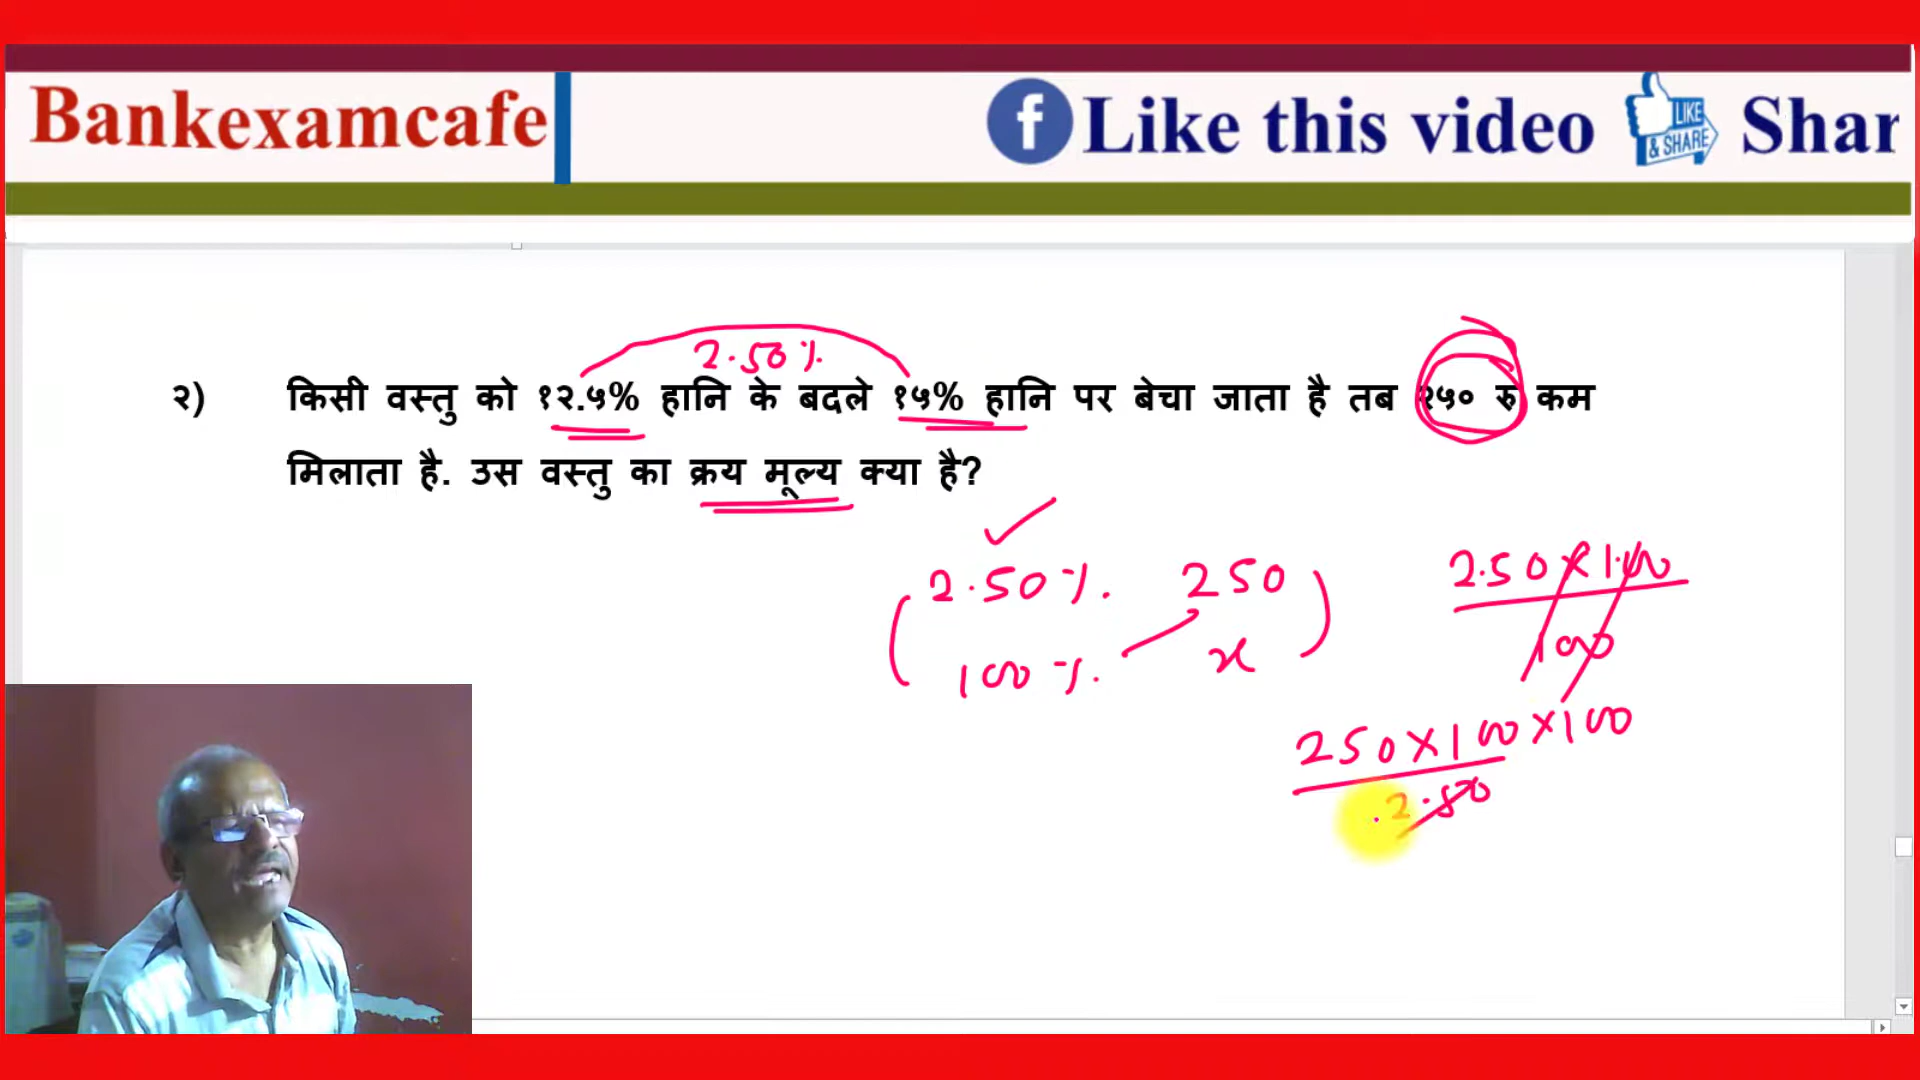 Bankexamcafe
f Like this video LIKE & SHARE Shar
2.50%
२) किसी वस्तु को १२.५% हानि के बदले १५% हानि पर बेचा जाता है तब २५० रु कम
मिलाता है. उस वस्तु का क्रय मूल्य क्या है?
2.50% 250
100% x
2.50×100
100
250×100×100
2.50